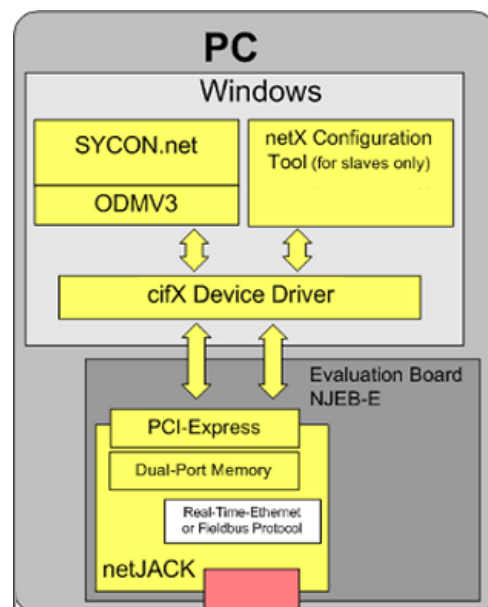 PC
Windows
SYCON.net
ODMV3
netX Configuration
Tool (for slaves only)
cifX Device Driver
Evaluation Board
NJEB-E
PCI-Express
Dual-Port Memory
Real-Time-Ethernet
or Fieldbus Protocol
netJACK